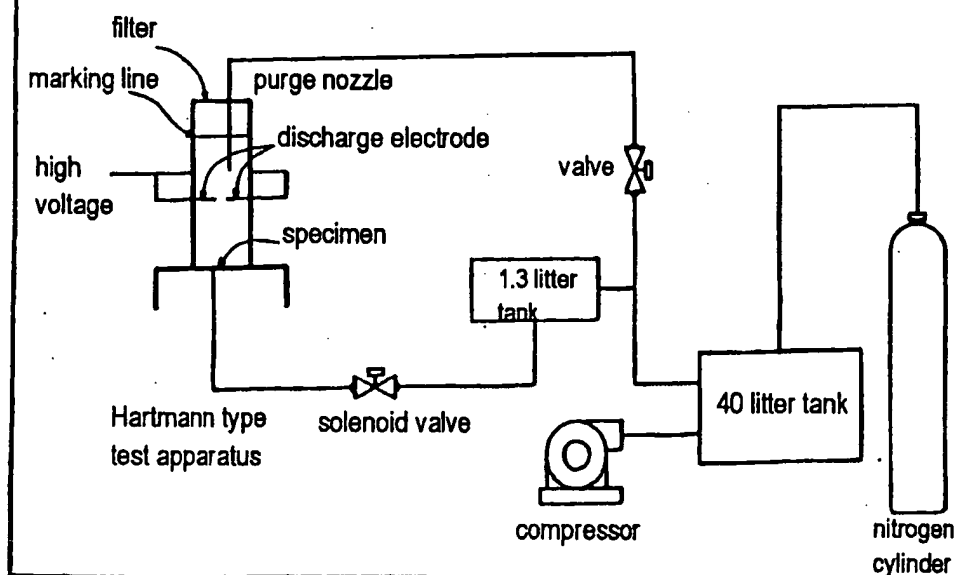 filter
marking line
purge nozzle
discharge electrode
high
voltage
valve
specimen
1.3 litter
tank
40 litter tank
solenoid valve
Hartmann type
test apparatus
compressor
nitrogen
cylinder